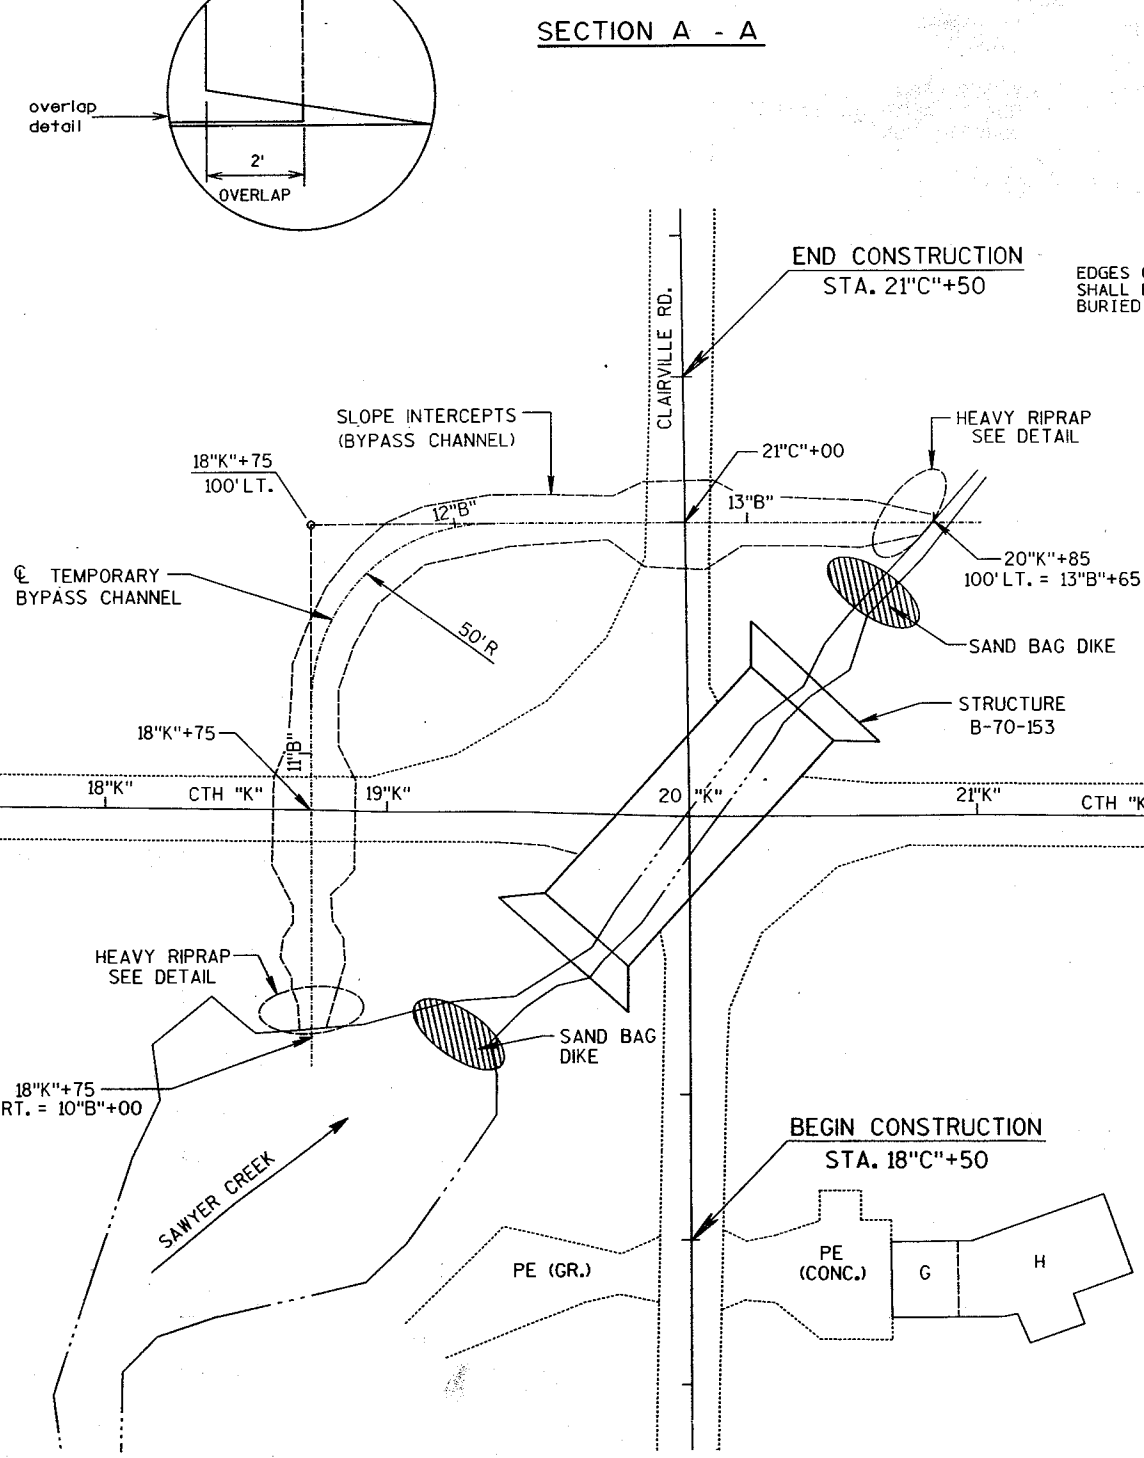 SECTION A - A
overlap
detail
2'
OVERLAP
END CONSTRUCTION
STA. 21"C"+50
EDGES
SHALL
BURIED
CLAIRVILLE RD.
SLOPE INTERCEPTS
(BYPASS CHANNEL)
HEAVY RIPRAP
SEE DETAIL
18"K"+75
100' LT.
21"C"+00
12"B"
13"B"
℄ TEMPORARY
BYPASS CHANNEL
20"K"+85
100' LT. = 13"B"+65
50' R
SAND BAG DIKE
STRUCTURE
B-70-153
18"K"+75
11"B"
18"K"
CTH "K"
19"K"
20 "K"
21"K"
CTH "K
HEAVY RIPRAP
SEE DETAIL
SAND BAG
DIKE
18"K"+75
RT. = 10"B"+00
BEGIN CONSTRUCTION
STA. 18"C"+50
SAWYER CREEK
PE (GR.)
PE
(CONC.)
G
H